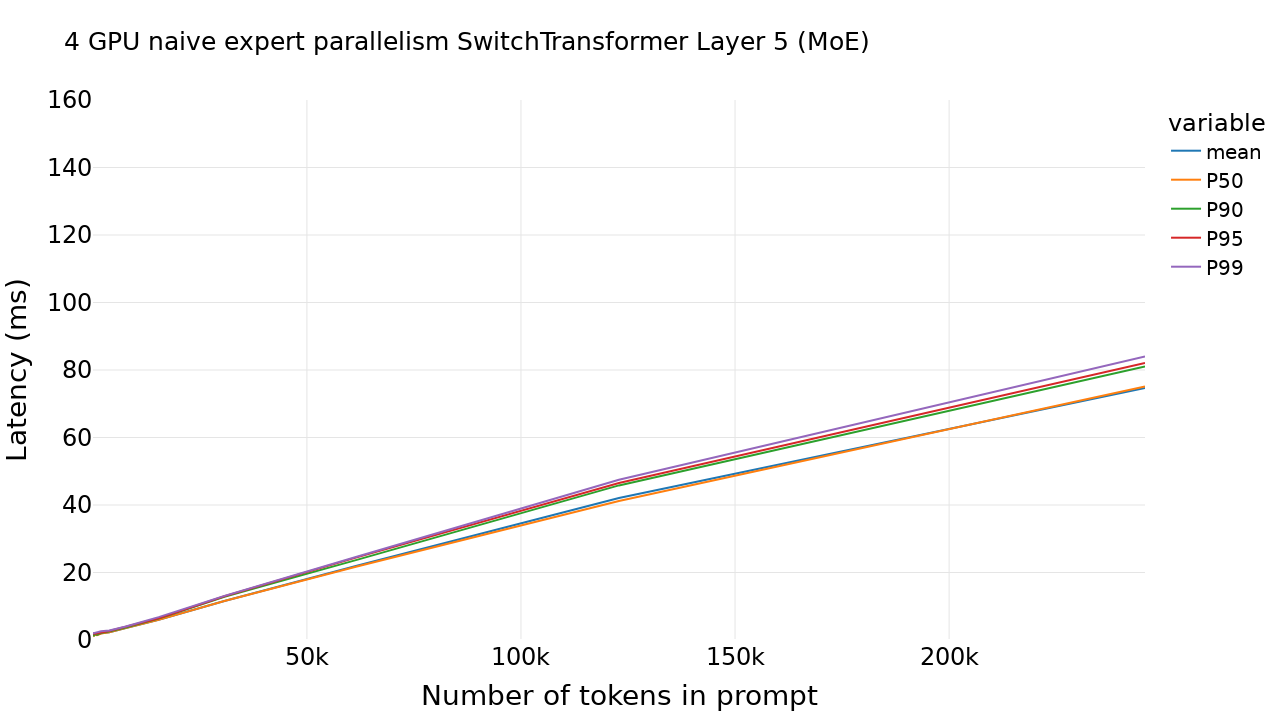 4 GPU naive expert parallelism SwitchTransformer Layer 5 (MoE)
160
140
120
100
80
60
40
20
0
Latency (ms)
50k
100k
150k
200k
Number of tokens in prompt
variable
mean
P50
P90
P95
P99